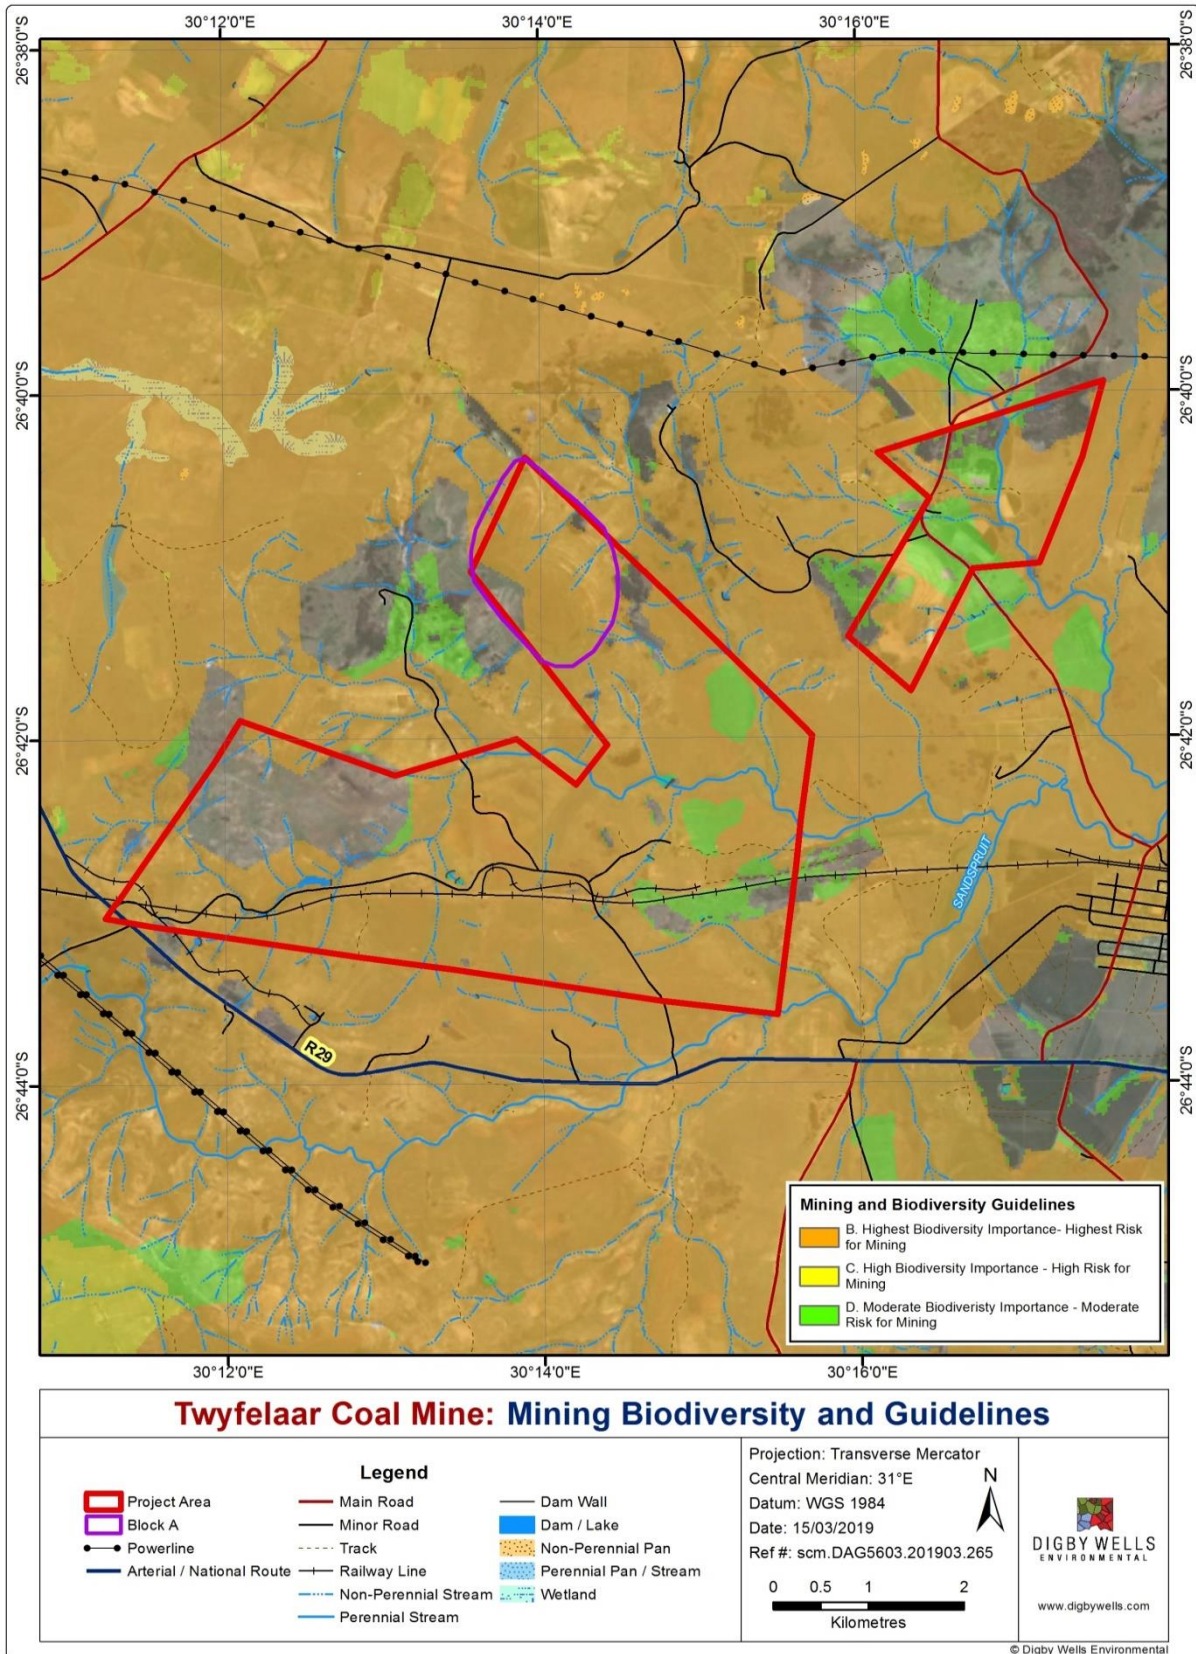 30°12'0"E 30°14'0"E 30°16'0"E
26°38'0"S 26°38'0"S
26°40'0"S 26°40'0"S
26°42'0"S 26°42'0"S
SANDSPRUIT
R29
26°44'0"S 26°44'0"S
Mining and Biodiversity Guidelines
B. Highest Biodiversity Importance- Highest Risk
for Mining
C. High Biodiversity Importance - High Risk for
Mining
D. Moderate Biodiveristy Importance - Moderate
Risk for Mining
30°12'0"E 30°14'0"E 30°16'0"E
Twyfelaar Coal Mine: Mining Biodiversity and Guidelines
Legend
Project Area
Block A
Powerline
Arterial / National Route
Main Road
Minor Road
Track
Railway Line
Non-Perennial Stream
Perennial Stream
Dam Wall
Dam / Lake
Non-Perennial Pan
Perennial Pan / Stream
Wetland
Projection: Transverse Mercator
Central Meridian: 31°E
Datum: WGS 1984
Date: 15/03/2019
Ref #: scm.DAG5603.201903.265
N
0 0.5 1 2
Kilometres
DIGBY WELLS
ENVIRONMENTAL
www.digbywells.com
© Digby Wells Environmental